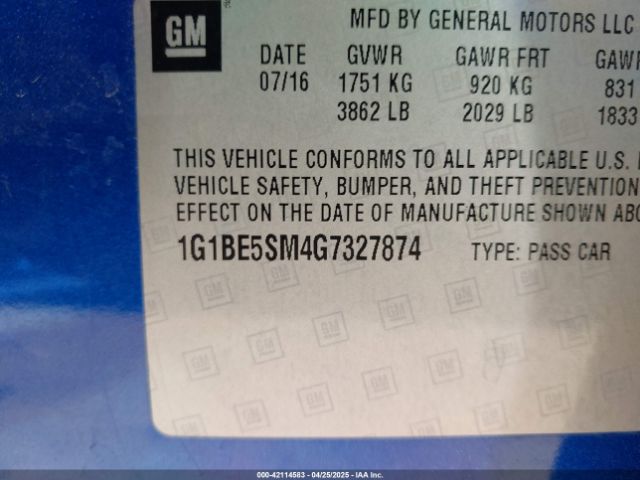 GM
MFD BY GENERAL MOTORS LLC
DATE GVWR GAWR FRT GAWR
07/16 1751 KG 920 KG 831
3862 LB 2029 LB 1833
THIS VEHICLE CONFORMS TO ALL APPLICABLE U.S.
VEHICLE SAFETY, BUMPER, AND THEFT PREVENTION
EFFECT ON THE DATE OF MANUFACTURE SHOWN ABO
1G1BE5SM4G7327874 TYPE: PASS CAR
000-42114583 - 04/25/2025 - IAA Inc.